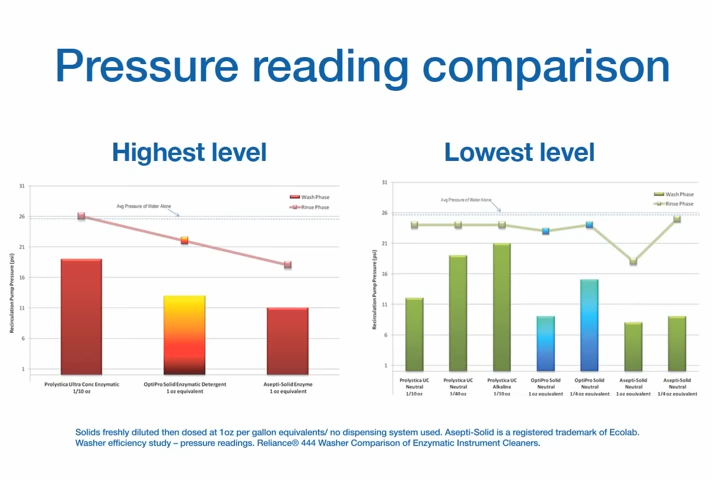 Pressure reading comparison
Highest level
Lowest level
31
26
21
16
11
6
1
Recirculation Pump Pressure (psi)
Avg Pressure of Water Alone
Wash Phase
Rinse Phase
Prolystica Ultra Conc Enzymatic
1/10 oz
OptiPro Solid Enzymatic Detergent
1 oz equivalent
Asepti-Solid Enzyme
1 oz equivalent
31
26
21
16
11
6
1
Recirculation Pump Pressure (psi)
Avg Pressure of Water Alone
Wash Phase
Rinse Phase
Prolystica UC
Neutral
1/10 oz
Prolystica UC
Neutral
1/40 oz
Prolystica UC
Alkaline
1/10 oz
OptiPro Solid
Neutral
1 oz equivalent
OptiPro Solid
Neutral
1/4 oz equivalent
Asepti-Solid
Neutral
1 oz equivalent
Asepti-Solid
Neutral
1/4 oz equivalent
Solids freshly diluted then dosed at 1oz per gallon equivalents/ no dispensing system used. Asepti-Solid is a registered trademark of Ecolab.
Washer efficiency study – pressure readings. Reliance® 444 Washer Comparison of Enzymatic Instrument Cleaners.